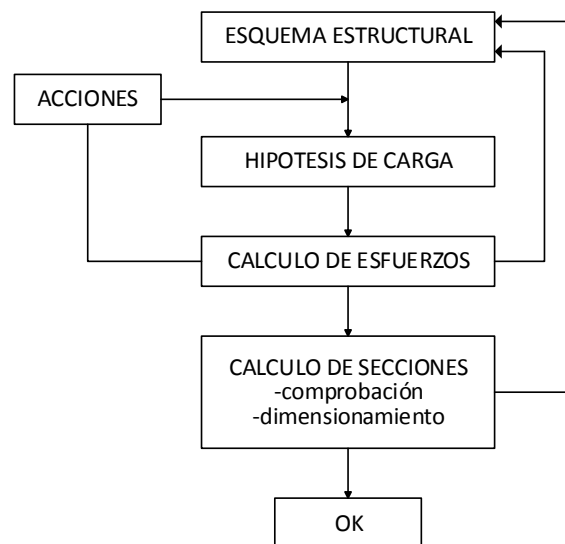 ESQUEMA ESTRUCTURAL
ACCIONES
HIPOTESIS DE CARGA
CALCULO DE ESFUERZOS
CALCULO DE SECCIONES
-comprobación
-dimensionamiento
OK